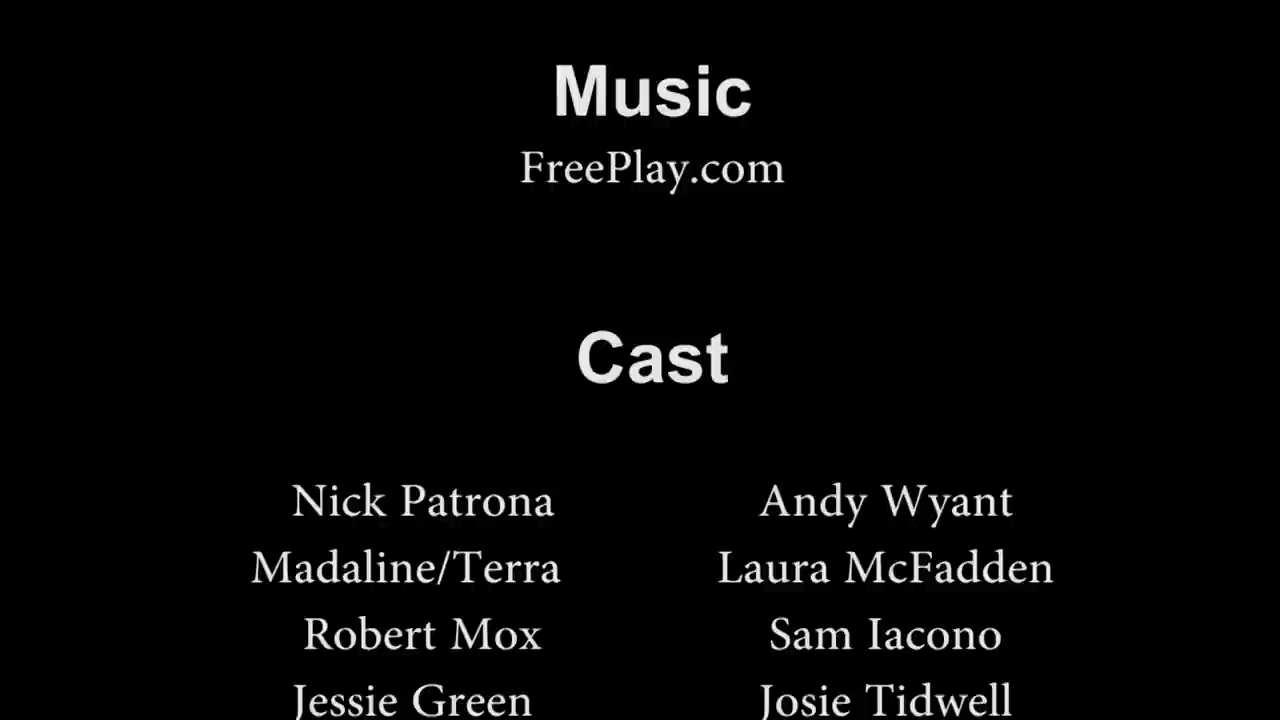 Music
FreePlay.com
Cast
Nick Patrona Andy Wyant
Madaline/Terra Laura McFadden
Robert Mox Sam Iacono
Jessie Green Josie Tidwell